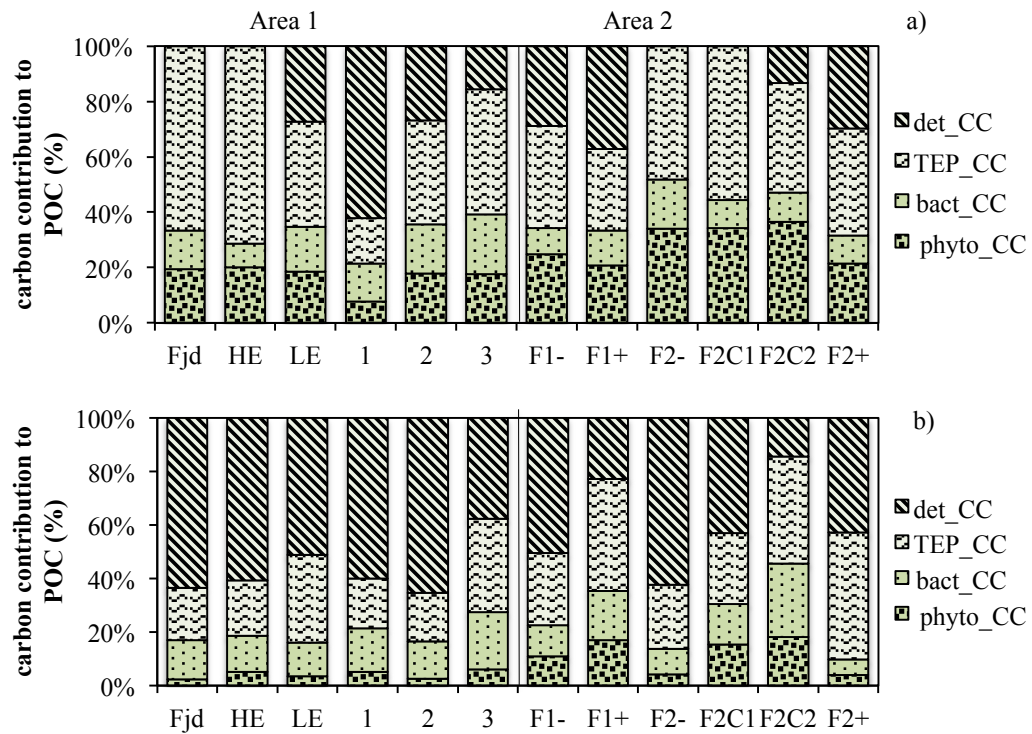 Area 1 Area 2 a)
carbon contribution to
POC (%)
100%
80%
60%
40%
20%
0%
det_CC
TEP_CC
bact_CC
phyto_CC
Fjd HE LE 1 2 3 F1- F1+ F2- F2C1 F2C2 F2+
b)
carbon contribution to
POC (%)
100%
80%
60%
40%
20%
0%
det_CC
TEP_CC
bact_CC
phyto_CC
Fjd HE LE 1 2 3 F1- F1+ F2- F2C1 F2C2 F2+